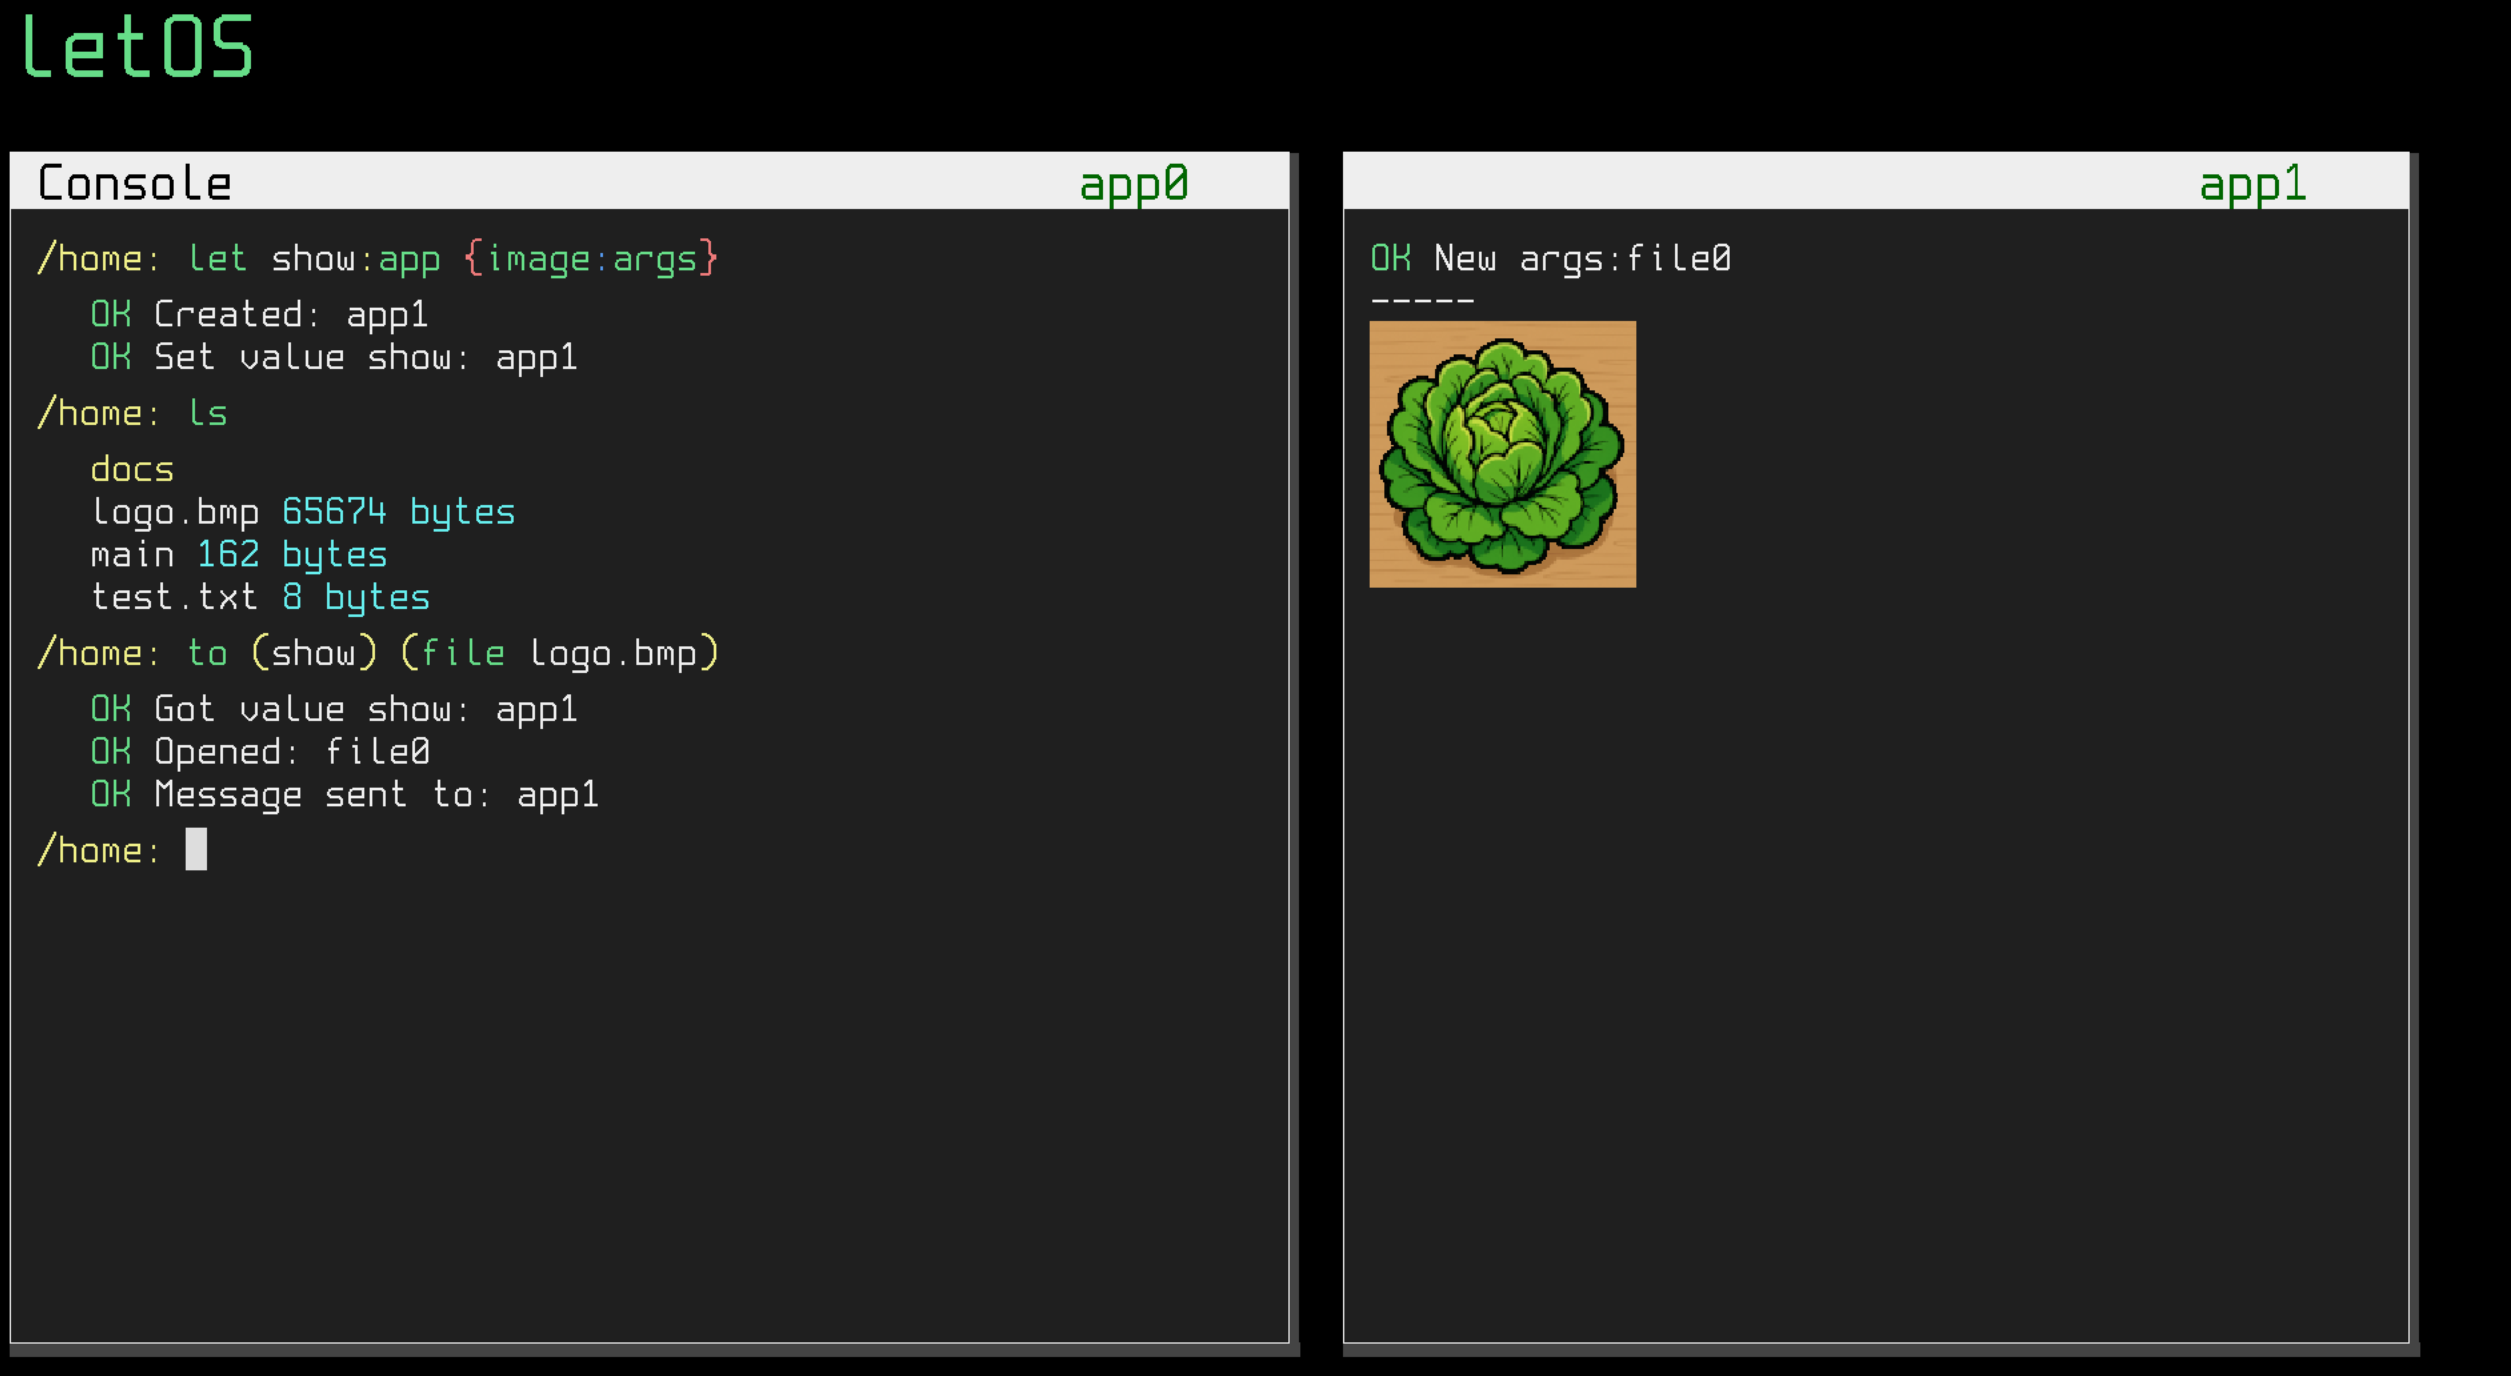 letOS
Console app0
/home: let show:app {image:args}
OK Created: app1
OK Set value show: app1
/home: ls
docs
logo.bmp 65674 bytes
main 162 bytes
test.txt 8 bytes
/home: to (show) (file logo.bmp)
OK Got value show: app1
OK Opened: file0
OK Message sent to: app1
/home:
app1
OK New args:file0
-----